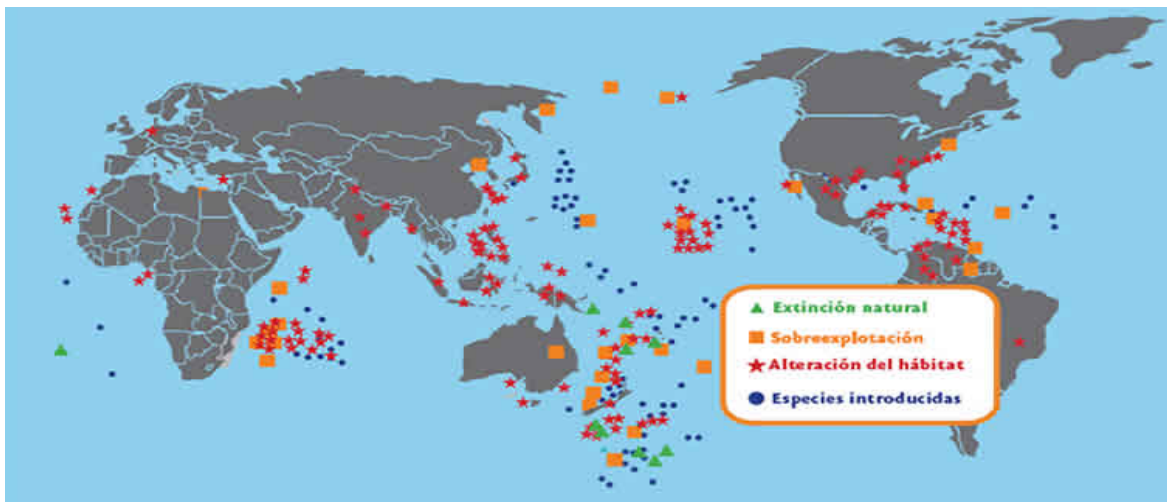 Extinción natural
Sobreexplotación
Alteración del hábitat
Especies introducidas